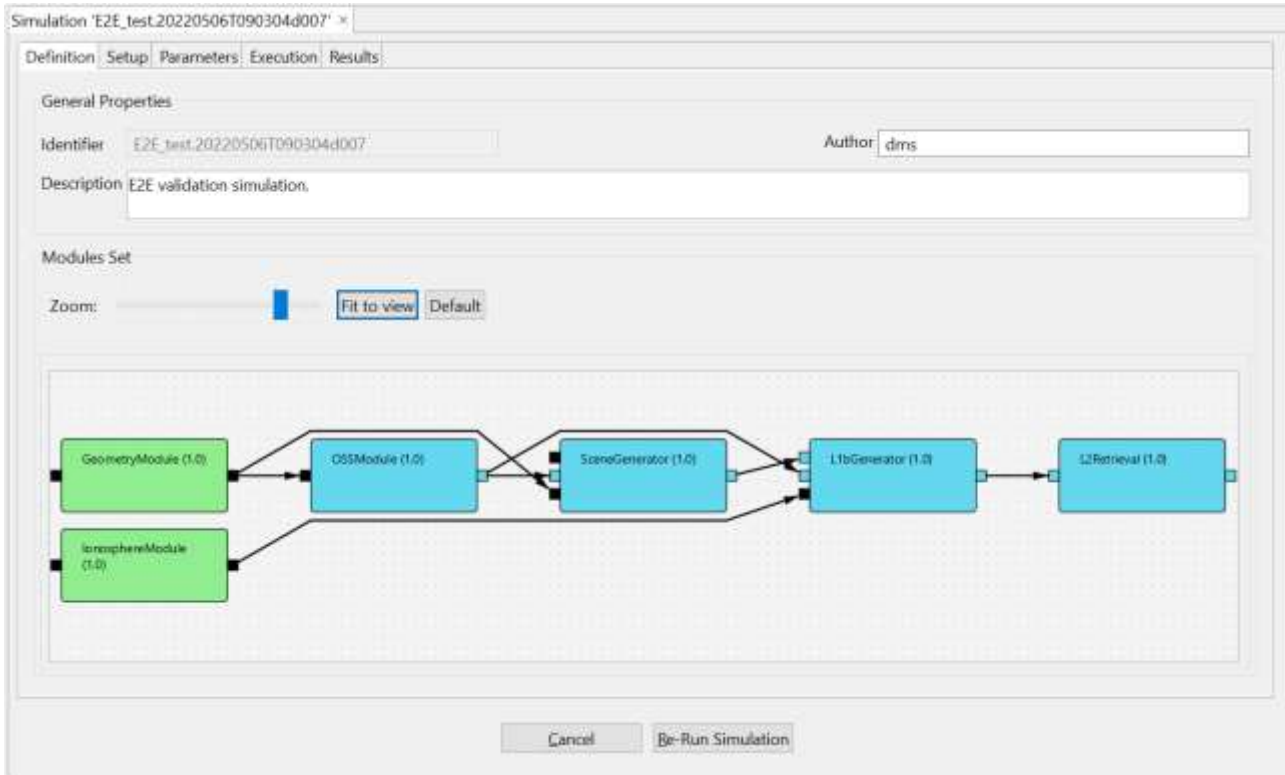 Simulation 'E2E_test.20220506T090304d007' ×
Definition Setup Parameters Execution Results
General Properties
Identifier E2E_test.20220506T090304d007 Author dms
Description E2E validation simulation.
Modules Set
Zoom: Fit to view Default
GeometryModule (1.0) OSSModule (1.0) SceneGenerator (1.0) L1bGenerator (1.0) L2Retrieval (1.0)
IonosphereModule
(1.0)
Cancel Re-Run Simulation